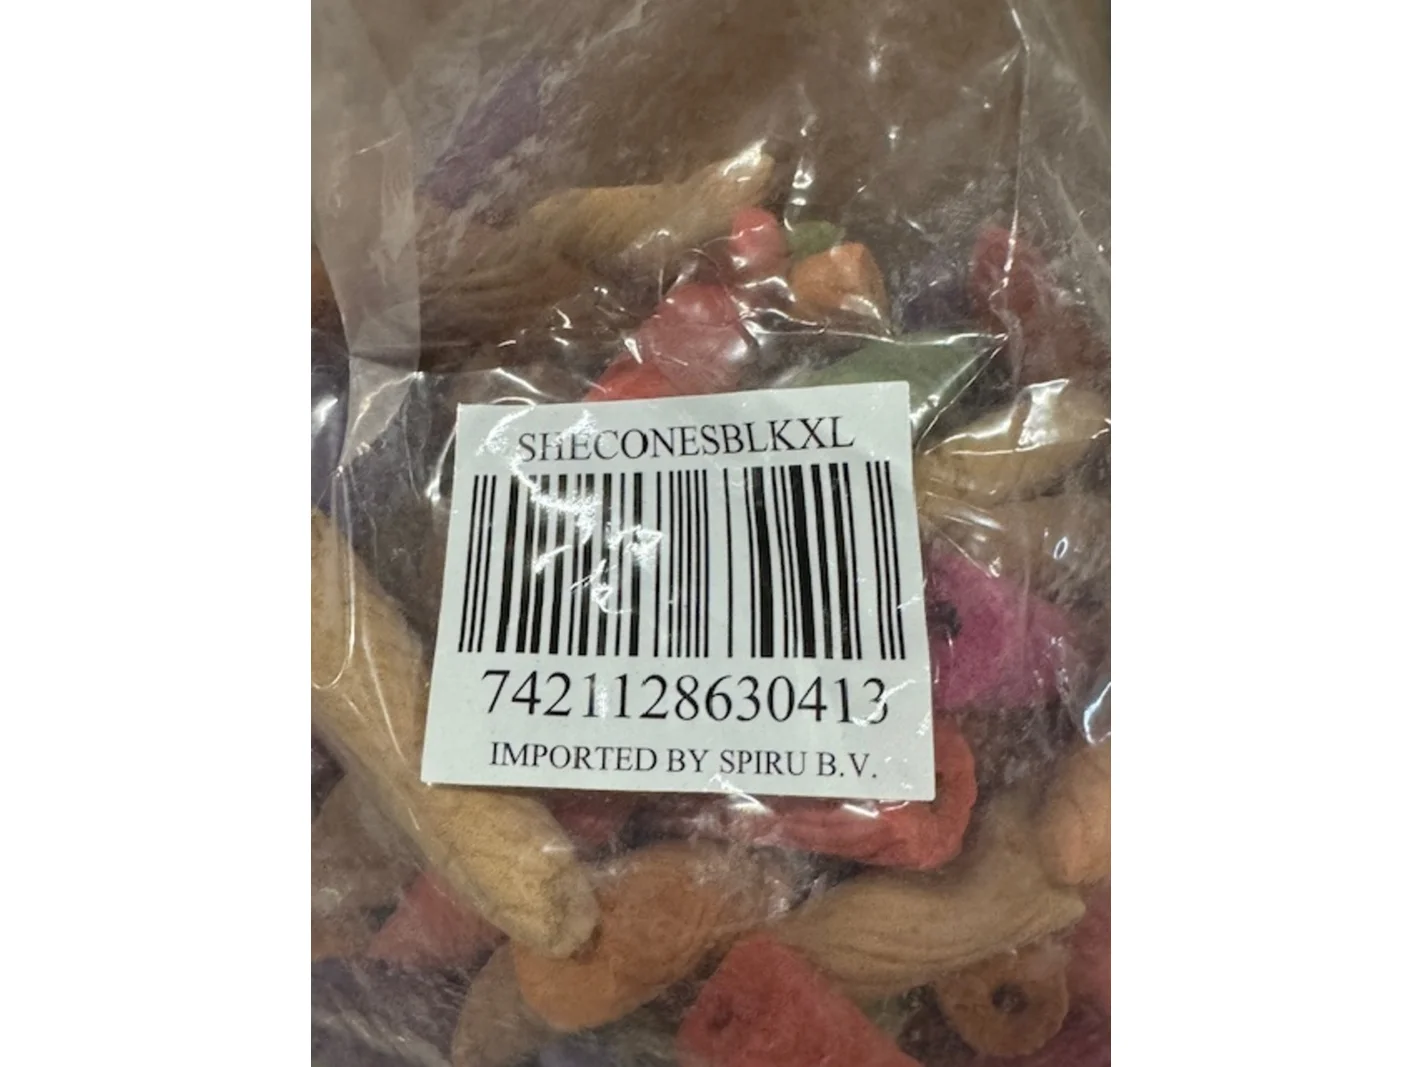 SHECONESBLKXL
7421128630413
IMPORTED BY SPIRU B.V.